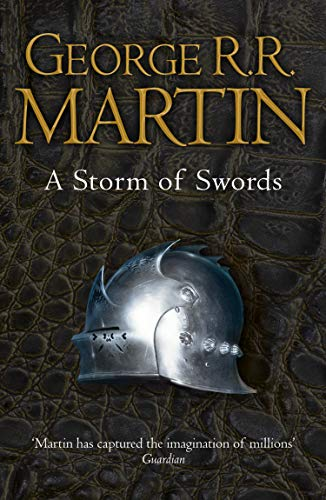 GEORGE R.R.
MARTIN
A Storm of Swords
‘Martin has captured the imagination of millions’
Guardian